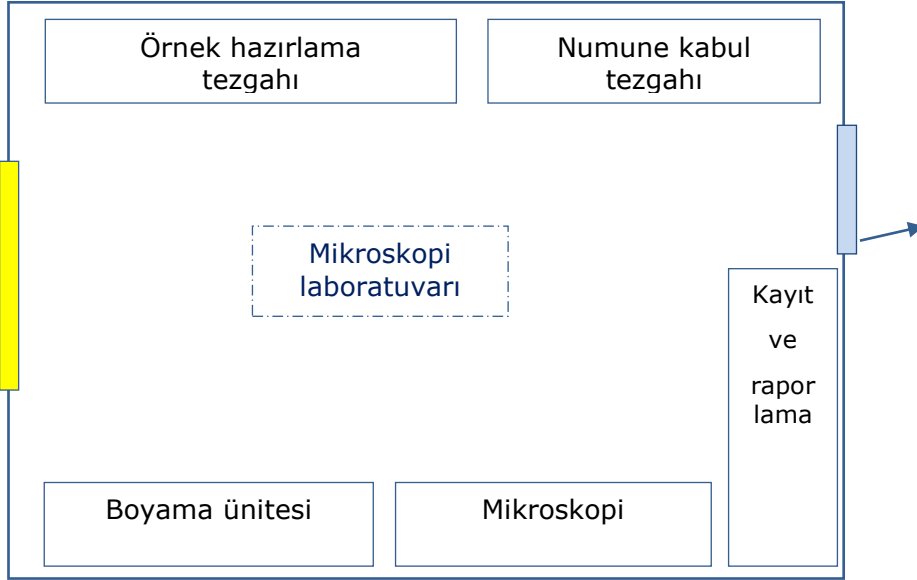 Örnek hazırlama
tezgahı
Numune kabul
tezgahı
Mikroskopi
laboratuvarı
Kayıt
ve
rapor
lama
Boyama ünitesi
Mikroskopi